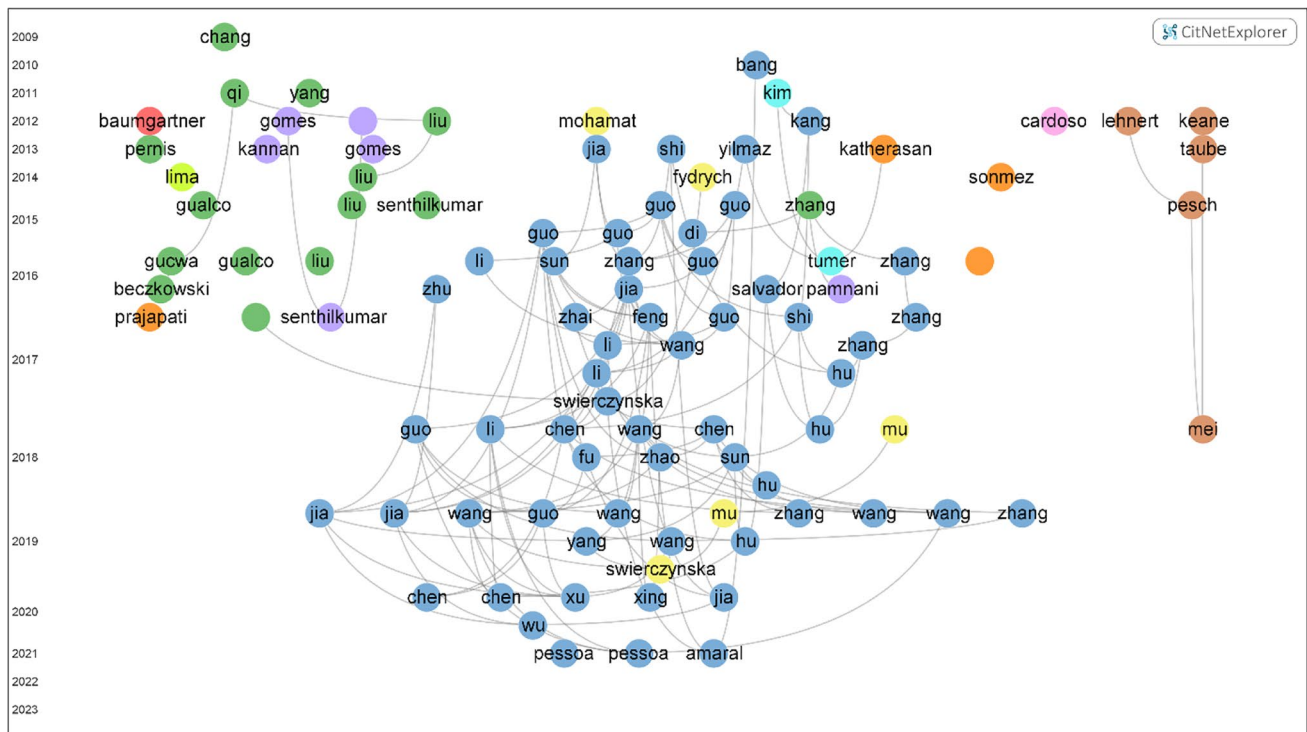 2009 chang
CitNetExplorer
2010 bang
2011 qi yang kim
2012 baumgartner gomes liu mohamat kang cardoso lehnert keane
2013 pernis kannan gomes jia shi yilmaz katherasan taube
2014 lima liu fydrych sonmez
gualco liu senthilkumar guo guo zhang pesch
2015
guo guo di
gucwa gualco liu li sun zhang guo tumer zhang
2016
beczkowski zhu jia salvador pamnani
prajapati senthilkumar zhai feng guo shi zhang
li wang zhang
2017
li hu
swierczynska
guo li chen wang chen hu mu mei
2018 fu zhao sun
hu
jia jia wang guo wang mu zhang wang wang zhang
2019 yang wang hu
swierczynska
chen chen xu xing jia
2020
wu
2021 pessoa pessoa amaral
2022
2023